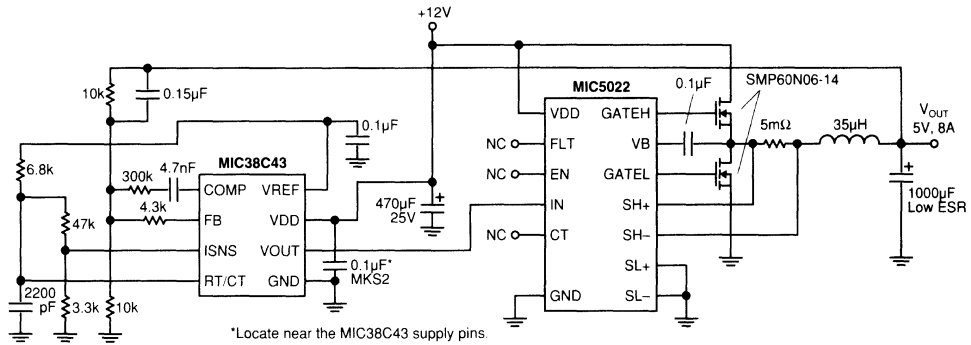 +12V
10k
0.15µF
MIC5022
SMP60N06-14
0.1µF
0.1µF
VDD
GATEH
5mΩ
35µH
VOUT
5V, 8A
6.8k
MIC38C43
NC
FLT
VB
4.7nF
300k
COMP
VREF
NC
EN
GATEL
+
+
470µF
25V
1000µF
Low ESR
4.3k
47k
FB
VDD
IN
SH+
ISNS
VOUT
NC
CT
SH−
0.1µF*
MKS2
RT/CT
GND
SL+
2200
pF
3.3k
10k
GND
SL−
*Locate near the MIC38C43 supply pins.